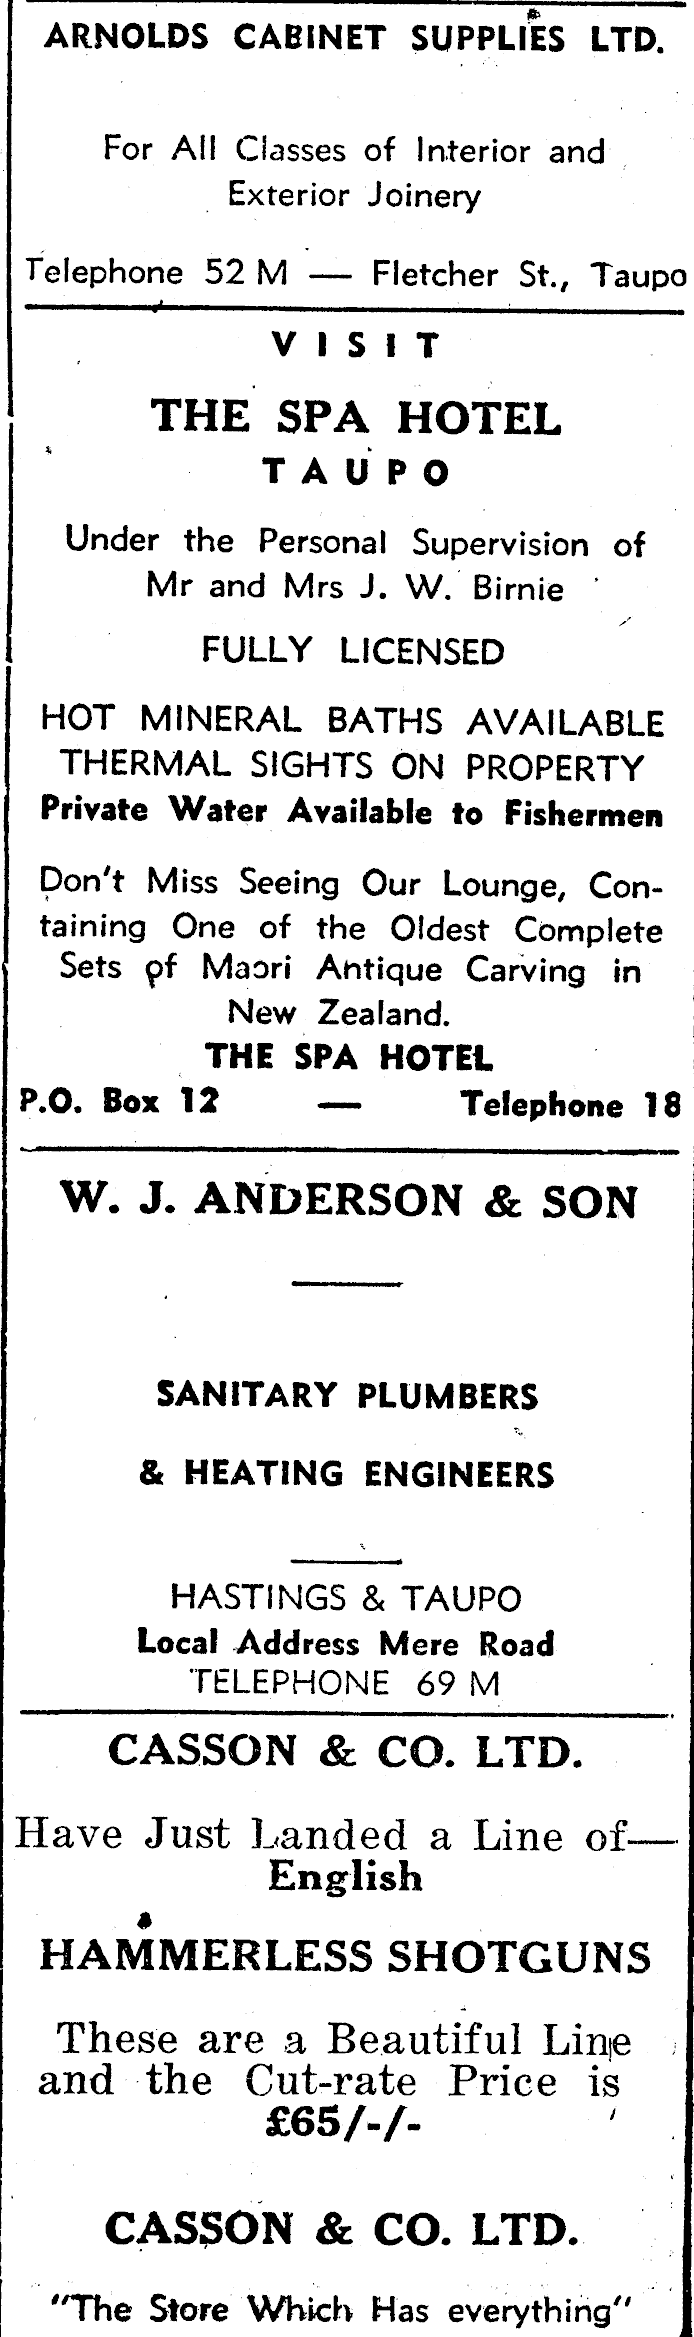 ARNOLDS CABINET SUPPLIES LTD.
For All Classes of Interior and
Exterior Joinery
Telephone 52 M — Fletcher St., Taupo
VISIT
THE SPA HOTEL
TAUPO
Under the Personal Supervision of
Mr and Mrs J. W. Birnie
FULLY LICENSED
HOT MINERAL BATHS AVAILABLE
THERMAL SIGHTS ON PROPERTY
Private Water Available to Fishermen
Don't Miss Seeing Our Lounge, Con-
taining One of the Oldest Complete
Sets of Maori Antique Carving in
New Zealand.
THE SPA HOTEL
P.O. Box 12 — Telephone 18
W. J. ANDERSON & SON
SANITARY PLUMBERS
& HEATING ENGINEERS
HASTINGS & TAUPO
Local Address Mere Road
TELEPHONE 69 M
CASSON & CO. LTD.
Have Just Landed a Line of—
English
HAMMERLESS SHOTGUNS
These are a Beautiful Line
and the Cut-rate Price is
£65/-/-
CASSON & CO. LTD.
"The Store Which Has everything"